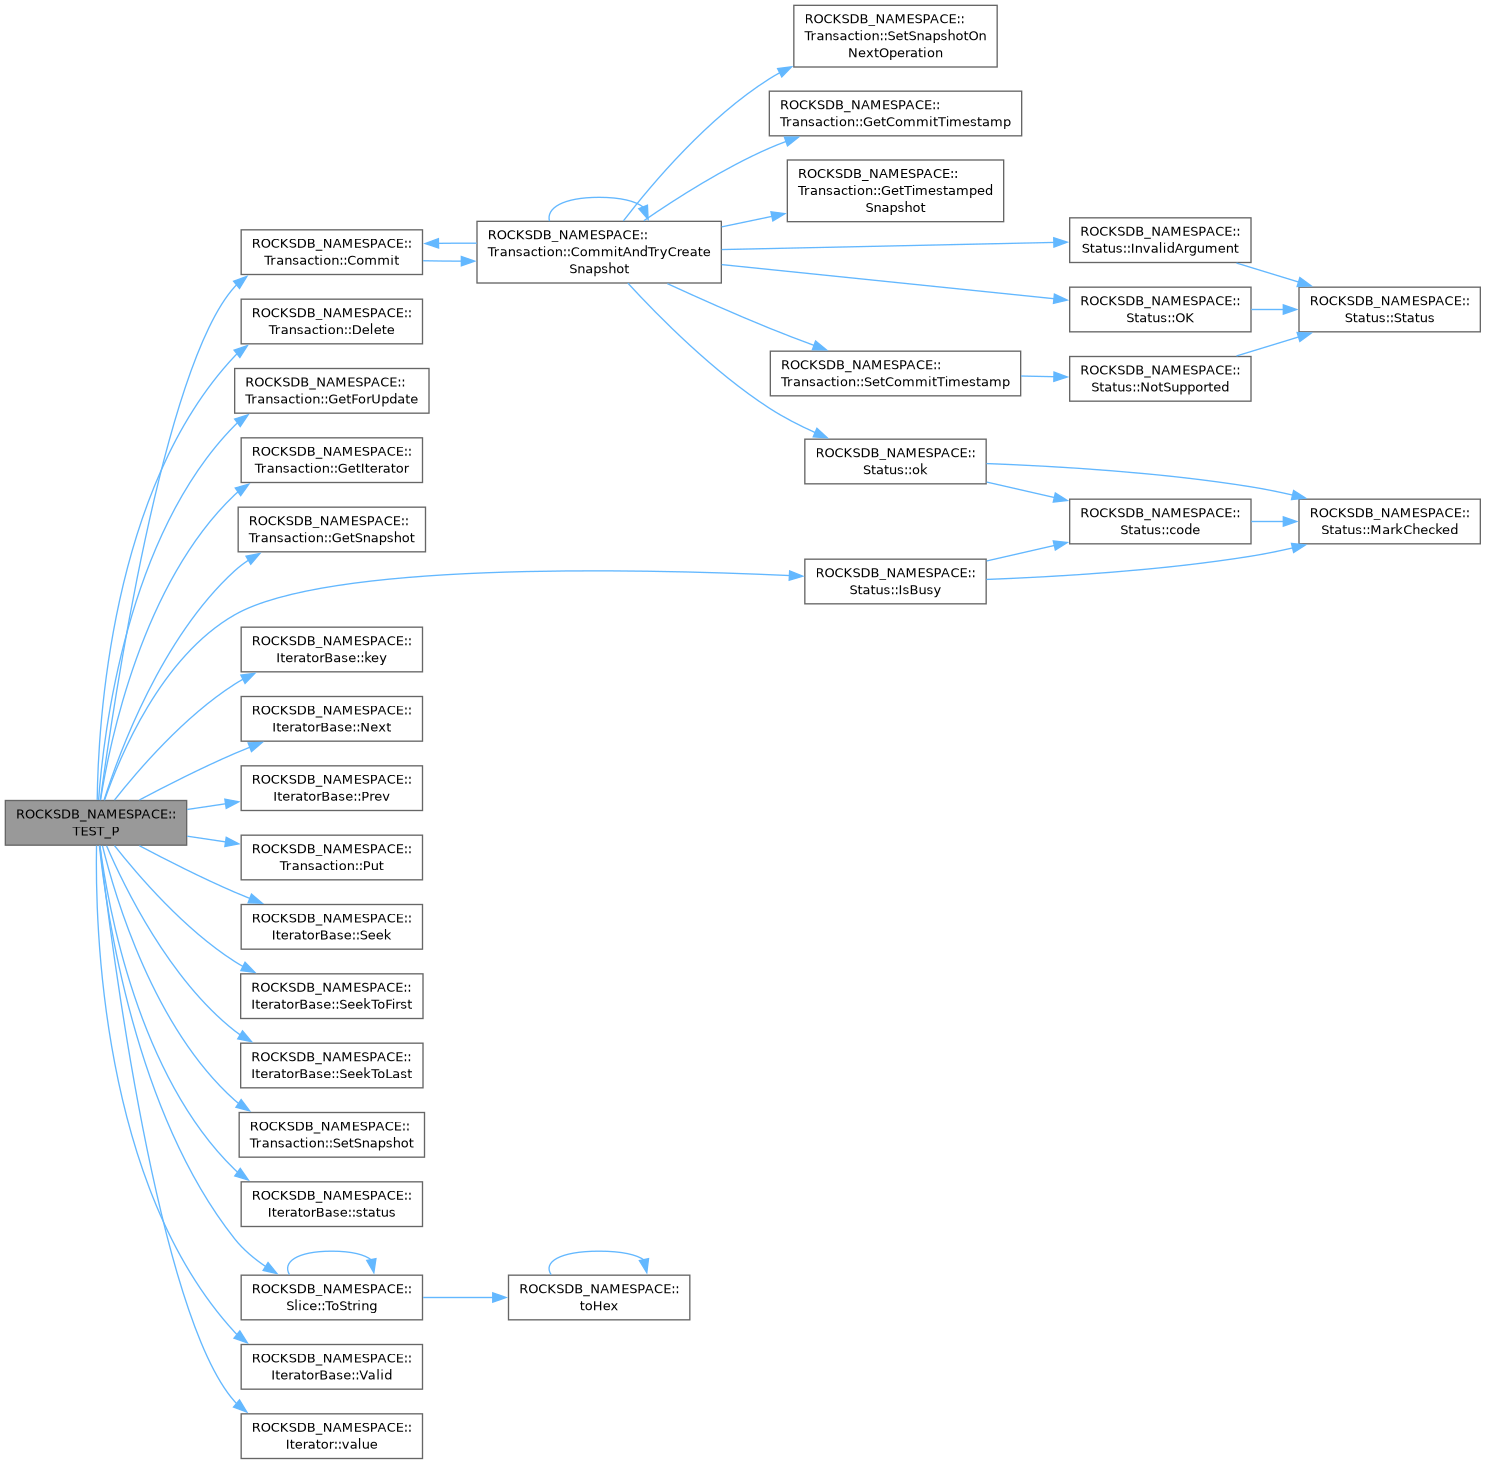 ROCKSDB_NAMESPACE::
TEST_P
ROCKSDB_NAMESPACE::
Transaction::Commit
ROCKSDB_NAMESPACE::
Transaction::CommitAndTryCreate
Snapshot
ROCKSDB_NAMESPACE::
Transaction::SetSnapshotOn
NextOperation
ROCKSDB_NAMESPACE::
Transaction::GetCommitTimestamp
ROCKSDB_NAMESPACE::
Transaction::GetTimestamped
Snapshot
ROCKSDB_NAMESPACE::
Status::InvalidArgument
ROCKSDB_NAMESPACE::
Status::OK
ROCKSDB_NAMESPACE::
Status::Status
ROCKSDB_NAMESPACE::
Transaction::SetCommitTimestamp
ROCKSDB_NAMESPACE::
Status::NotSupported
ROCKSDB_NAMESPACE::
Status::ok
ROCKSDB_NAMESPACE::
Status::code
ROCKSDB_NAMESPACE::
Status::MarkChecked
ROCKSDB_NAMESPACE::
Status::IsBusy
ROCKSDB_NAMESPACE::
Transaction::Delete
ROCKSDB_NAMESPACE::
Transaction::GetForUpdate
ROCKSDB_NAMESPACE::
Transaction::GetIterator
ROCKSDB_NAMESPACE::
Transaction::GetSnapshot
ROCKSDB_NAMESPACE::
IteratorBase::key
ROCKSDB_NAMESPACE::
IteratorBase::Next
ROCKSDB_NAMESPACE::
IteratorBase::Prev
ROCKSDB_NAMESPACE::
Transaction::Put
ROCKSDB_NAMESPACE::
IteratorBase::Seek
ROCKSDB_NAMESPACE::
IteratorBase::SeekToFirst
ROCKSDB_NAMESPACE::
IteratorBase::SeekToLast
ROCKSDB_NAMESPACE::
Transaction::SetSnapshot
ROCKSDB_NAMESPACE::
IteratorBase::status
ROCKSDB_NAMESPACE::
Slice::ToString
ROCKSDB_NAMESPACE::
toHex
ROCKSDB_NAMESPACE::
IteratorBase::Valid
ROCKSDB_NAMESPACE::
Iterator::value